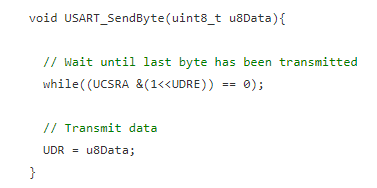 void USART_SendByte(uint8_t u8Data){
// Wait until last byte has been transmitted
while((UCSRA &(1<<UDRE)) == 0);
// Transmit data
UDR = u8Data;
}